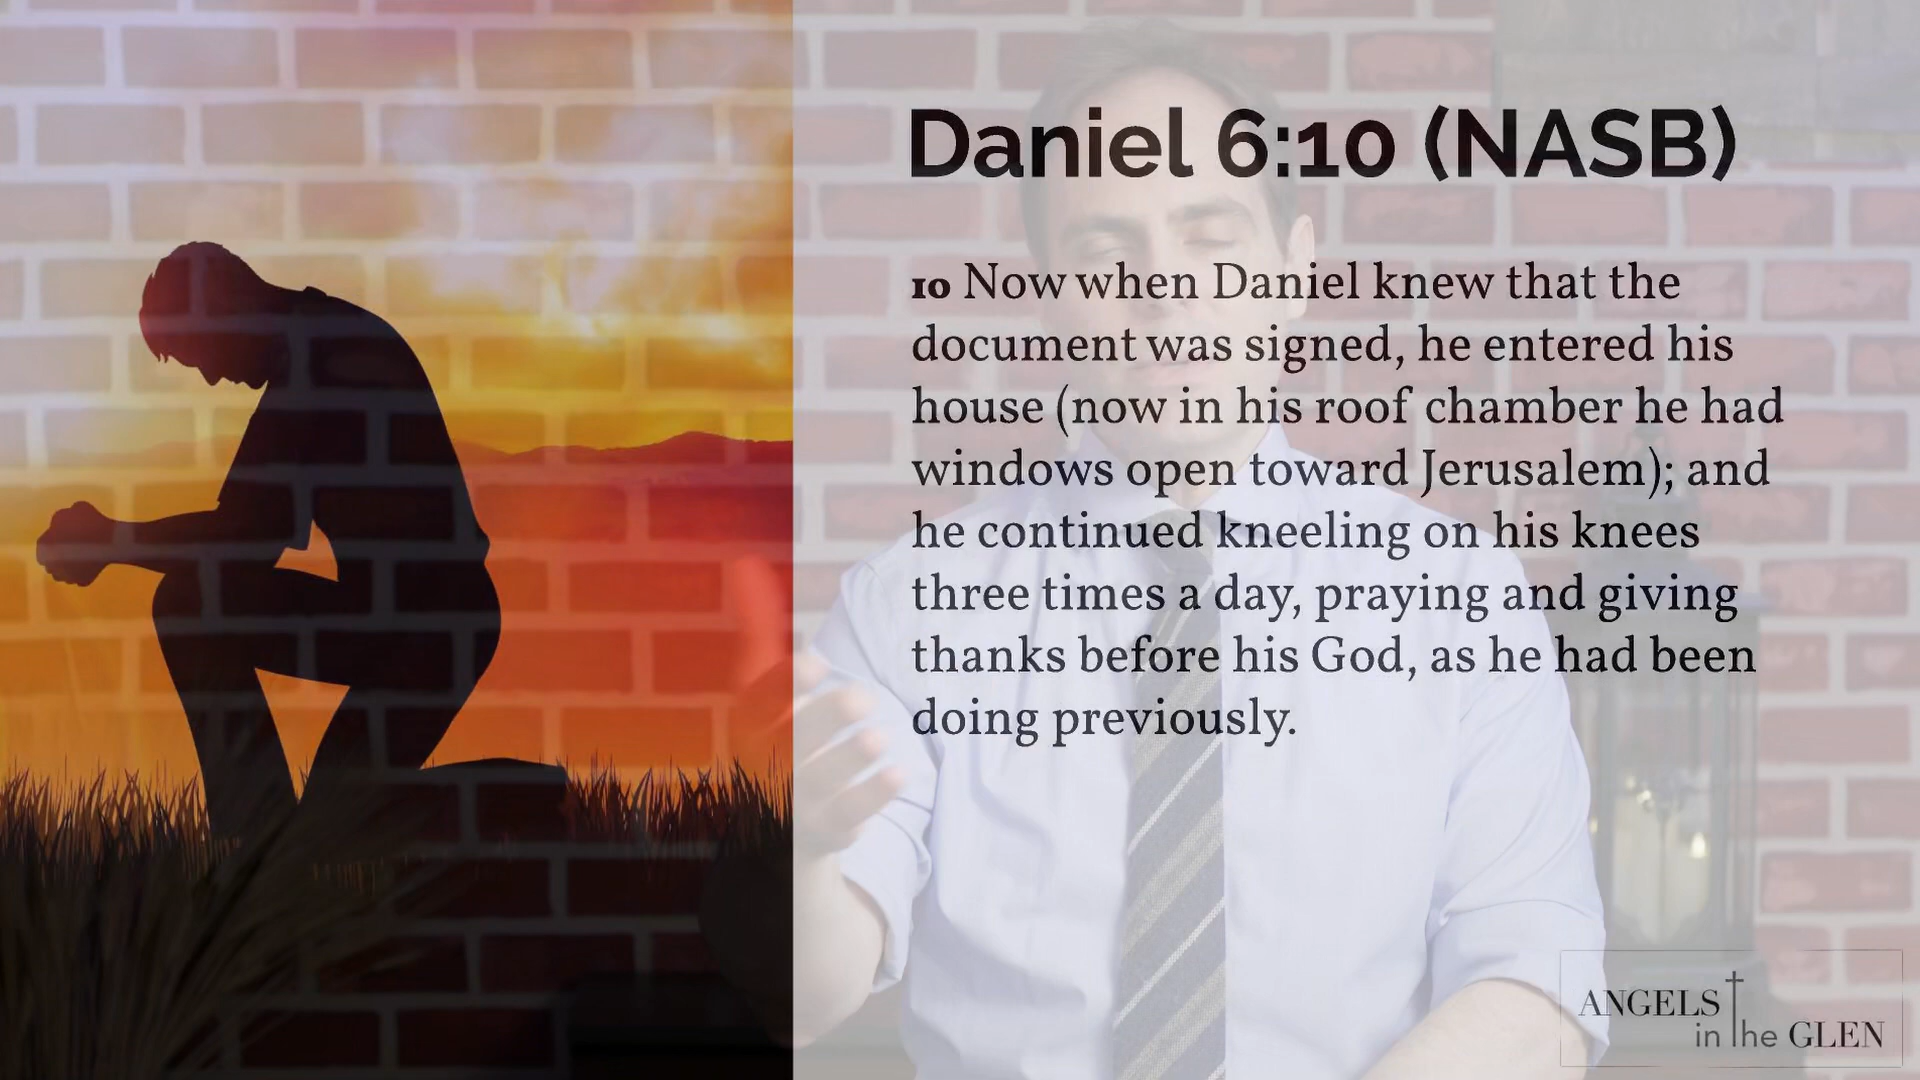 Daniel 6:10 (NASB)
10 Now when Daniel knew that the
document was signed, he entered his
house (now in his roof chamber he had
windows open toward Jerusalem); and
he continued kneeling on his knees
three times a day, praying and giving
thanks before his God, as he had been
doing previously.
ANGELS
in the GLEN